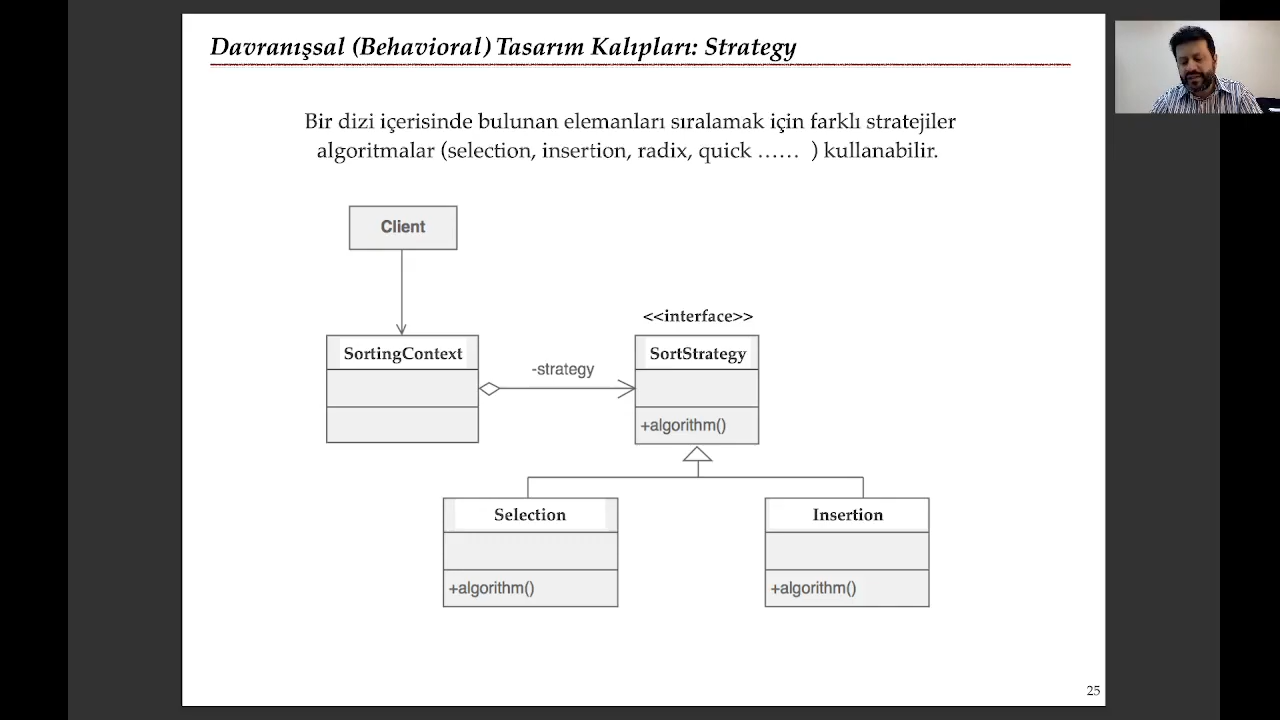 Davranışsal (Behavioral) Tasarım Kalıpları: Strategy
Bir dizi içerisinde bulunan elemanları sıralamak için farklı stratejiler
algoritmalar (selection, insertion, radix, quick …… ) kullanabilir.
Client
<<interface>>
SortingContext
-strategy
SortStrategy
+algorithm()
Selection
Insertion
+algorithm()
+algorithm()
25